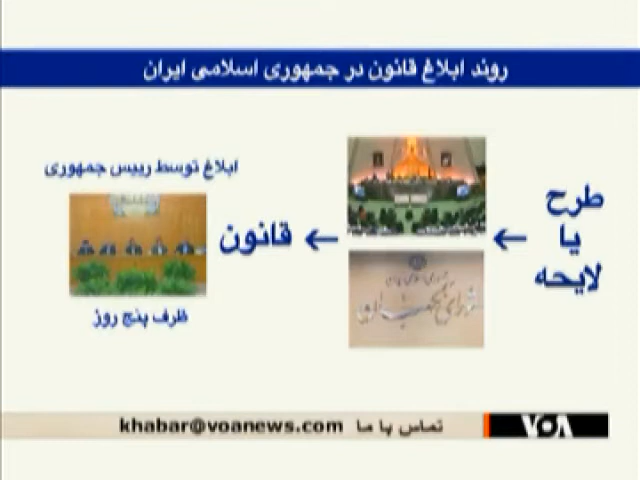 روند ابلاغ قانون در جمهوری اسلامی ایران
طرح
یا
لایحه
←
←
قانون
ابلاغ توسط رییس جمهوری
ظرف پنج روز
شورای نگهبان
تماس با ما khabar@voanews.com
VOA